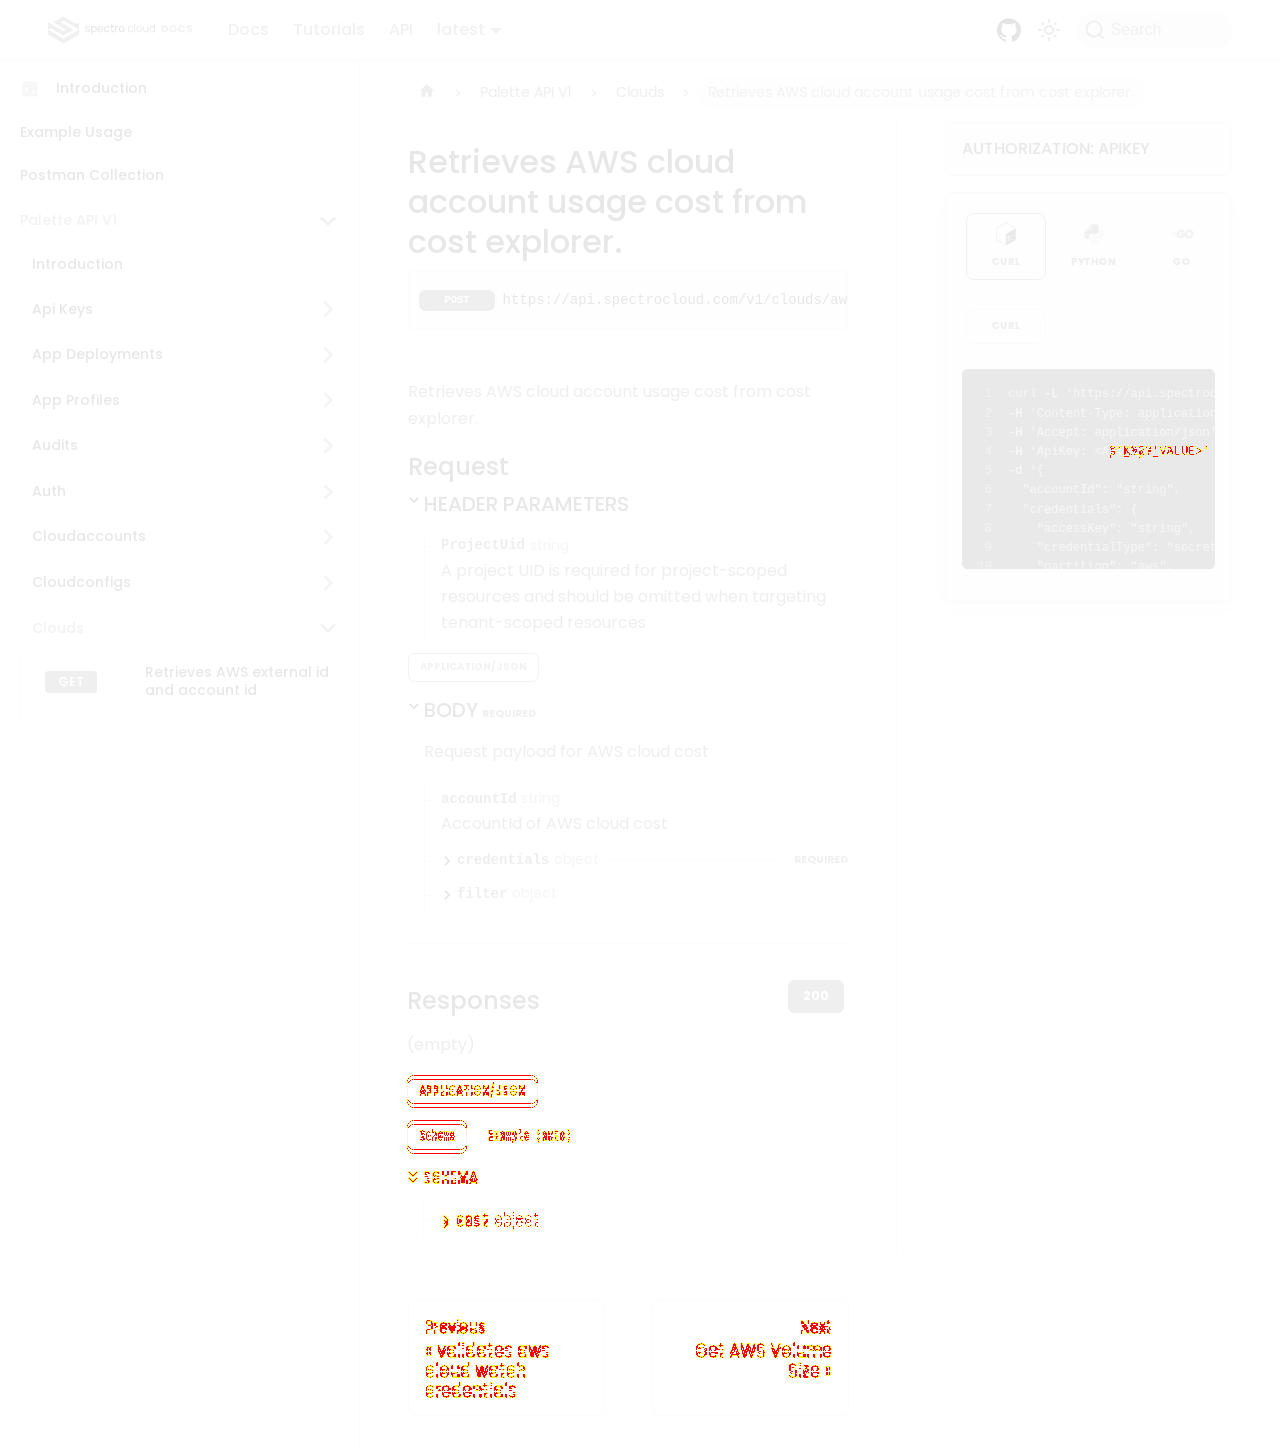 spectro cloud DOCS
Docs
Tutorials
API
latest
Search
Introduction
Example Usage
Postman Collection
Palette API V1
Introduction
Api Keys
App Deployments
App Profiles
Audits
Auth
Cloudaccounts
Cloudconfigs
Clouds
GET
Retrieves AWS external id
and account id
Palette API V1
Clouds
Retrieves AWS cloud account usage cost from cost explorer.
Retrieves AWS cloud
account usage cost from
cost explorer.
POST
https://api.spectrocloud.com/v1/clouds/aw
Retrieves AWS cloud account usage cost from cost
explorer.
Request
HEADER PARAMETERS
ProjectUid string
A project UID is required for project-scoped
resources and should be omitted when targeting
tenant-scoped resources
APPLICATION/JSON
BODY REQUIRED
Request payload for AWS cloud cost
accountId string
AccountId of AWS cloud cost
credentials object REQUIRED
filter object
Responses
200
(empty)
APPLICATION/JSON
Schema
Example (auto)
SCHEMA
cost object
Previous
« validates aws
cloud watch
credentials
Next
Get AWS Volume
Size »
AUTHORIZATION: APIKEY
CURL
PYTHON
GO
GO
CURL
1 curl -L 'https://api.spectroc
2 -H 'Content-Type: application
3 -H 'Accept: application/json'
4 -H 'ApiKey:
5 -d '{
6 "accountId": "string",
7 "credentials": {
8 "accessKey": "string",
9 "credentialType": "secret
10 "partition": "aws",